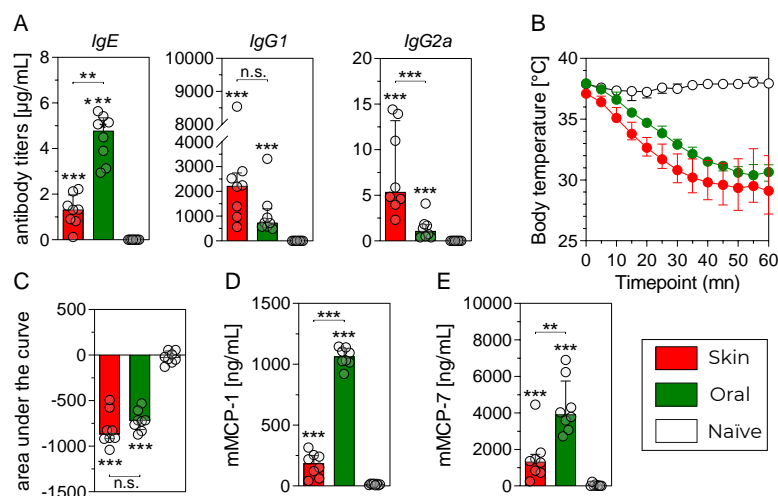 A
IgE
IgG1
IgG2a
antibody titers [µg/mL]
8
6
4
2
0
**
***
***
10000
9000
8000
4000
3000
2000
1000
0
n.s.
***
***
20
15
10
5
0
***
***
***
B
Body temperature [°C]
40
35
30
25
0 10 20 30 40 50 60
Timepoint (mn)
C
area under the curve
500
0
-500
-1000
-1500
***
***
n.s.
D
mMCP-1 [ng/mL]
1500
1000
500
0
***
***
***
E
mMCP-7 [ng/mL]
10000
8000
6000
4000
2000
0
**
***
***
Skin
Oral
Naïve